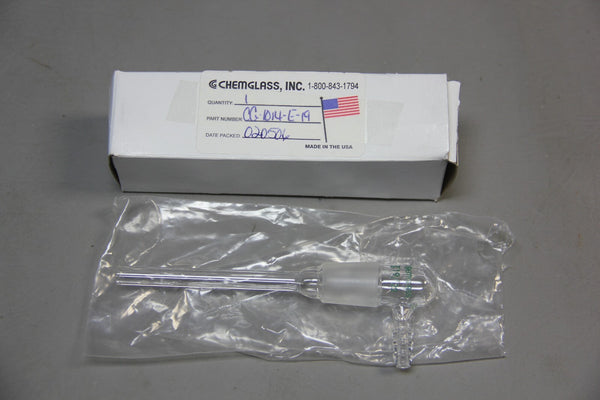 CHEMGLASS, INC. 1-800-843-1794
QUANTITY: 1
PART NUMBER: CG-1014-E-19
DATE PACKED: 020506
MADE IN THE USA